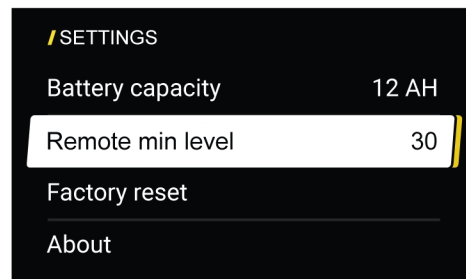 SETTINGS
Battery capacity 12 AH
Remote min level 30
Factory reset
About